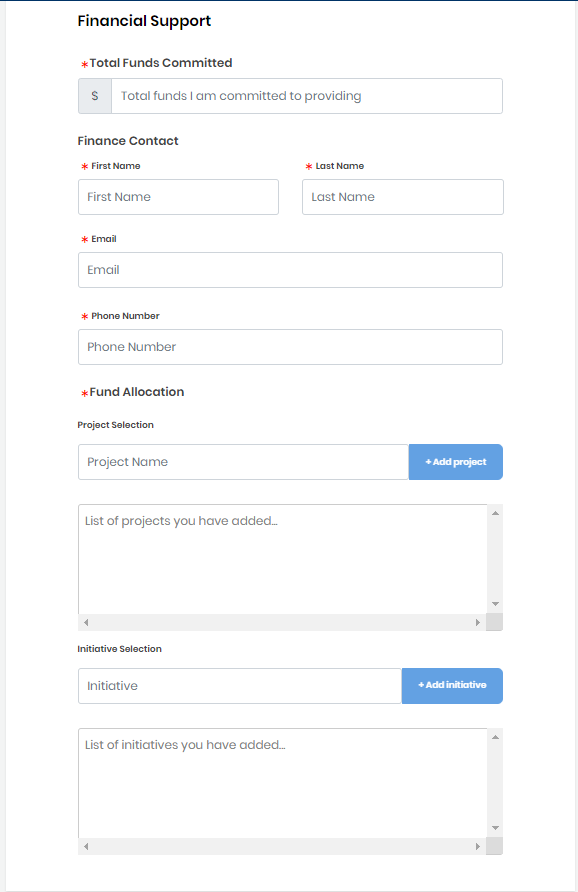 Financial Support
*Total Funds Committed
$ Total funds I am committed to providing
Finance Contact
* First Name * Last Name
First Name Last Name
* Email
Email
* Phone Number
Phone Number
*Fund Allocation
Project Selection
Project Name + Add project
List of projects you have added...
Initiative Selection
Initiative + Add initiative
List of initiatives you have added...